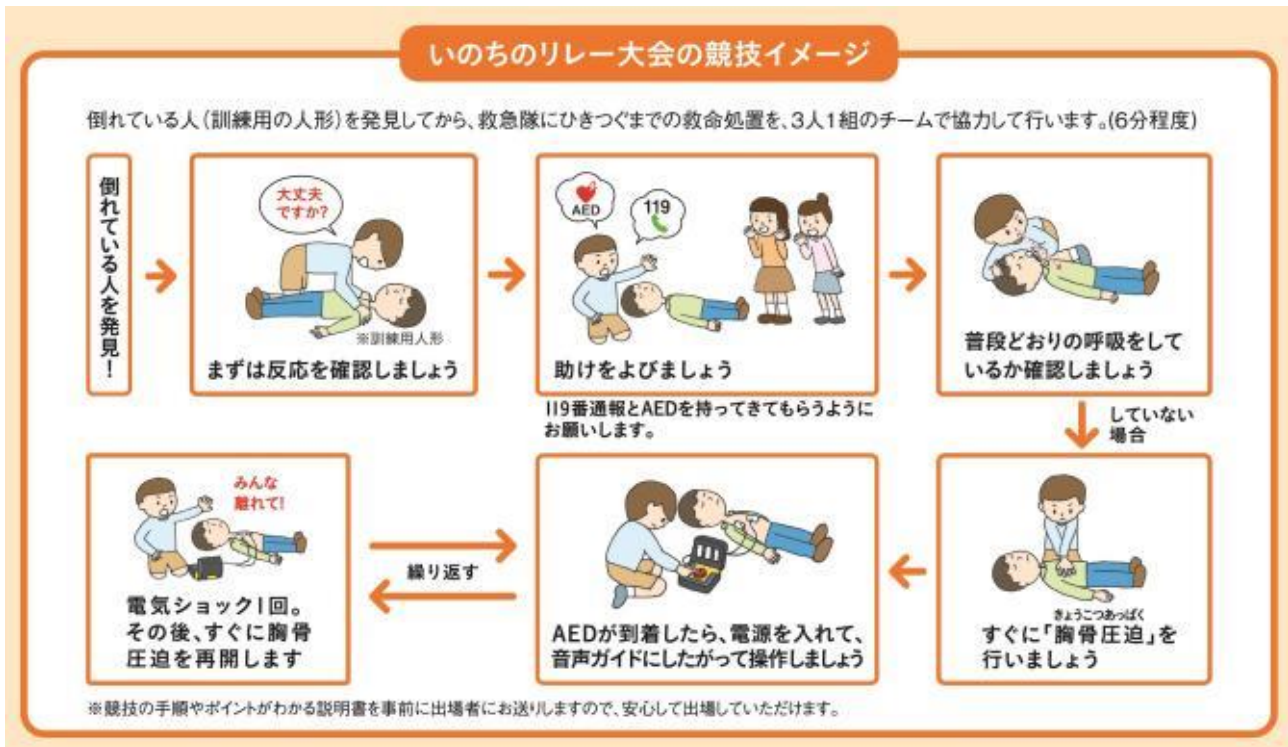 いのちのリレー大会の競技イメージ
倒れている人(訓練用の人形)を発見してから、救急隊にひきつぐまでの救命処置を、3人1組のチームで協力して行います。(6分程度)
倒れている人を発見!
大丈夫
ですか?
※訓練用人形
まずは反応を確認しましょう
AED
119
助けをよびましょう
119番通報とAEDを持ってきてもらうように
お願いします。
普段どおりの呼吸をして
いるか確認しましょう
していない
場合
きょうこつあっぱく
すぐに「胸骨圧迫」を
行いましょう
AEDが到着したら、電源を入れて、
音声ガイドにしたがって操作しましょう
繰り返す
みんな
離れて!
電気ショック1回。
その後、すぐに胸骨
圧迫を再開します
※競技の手順やポイントがわかる説明書を事前に出場者にお送りしますので、安心して出場していただけます。